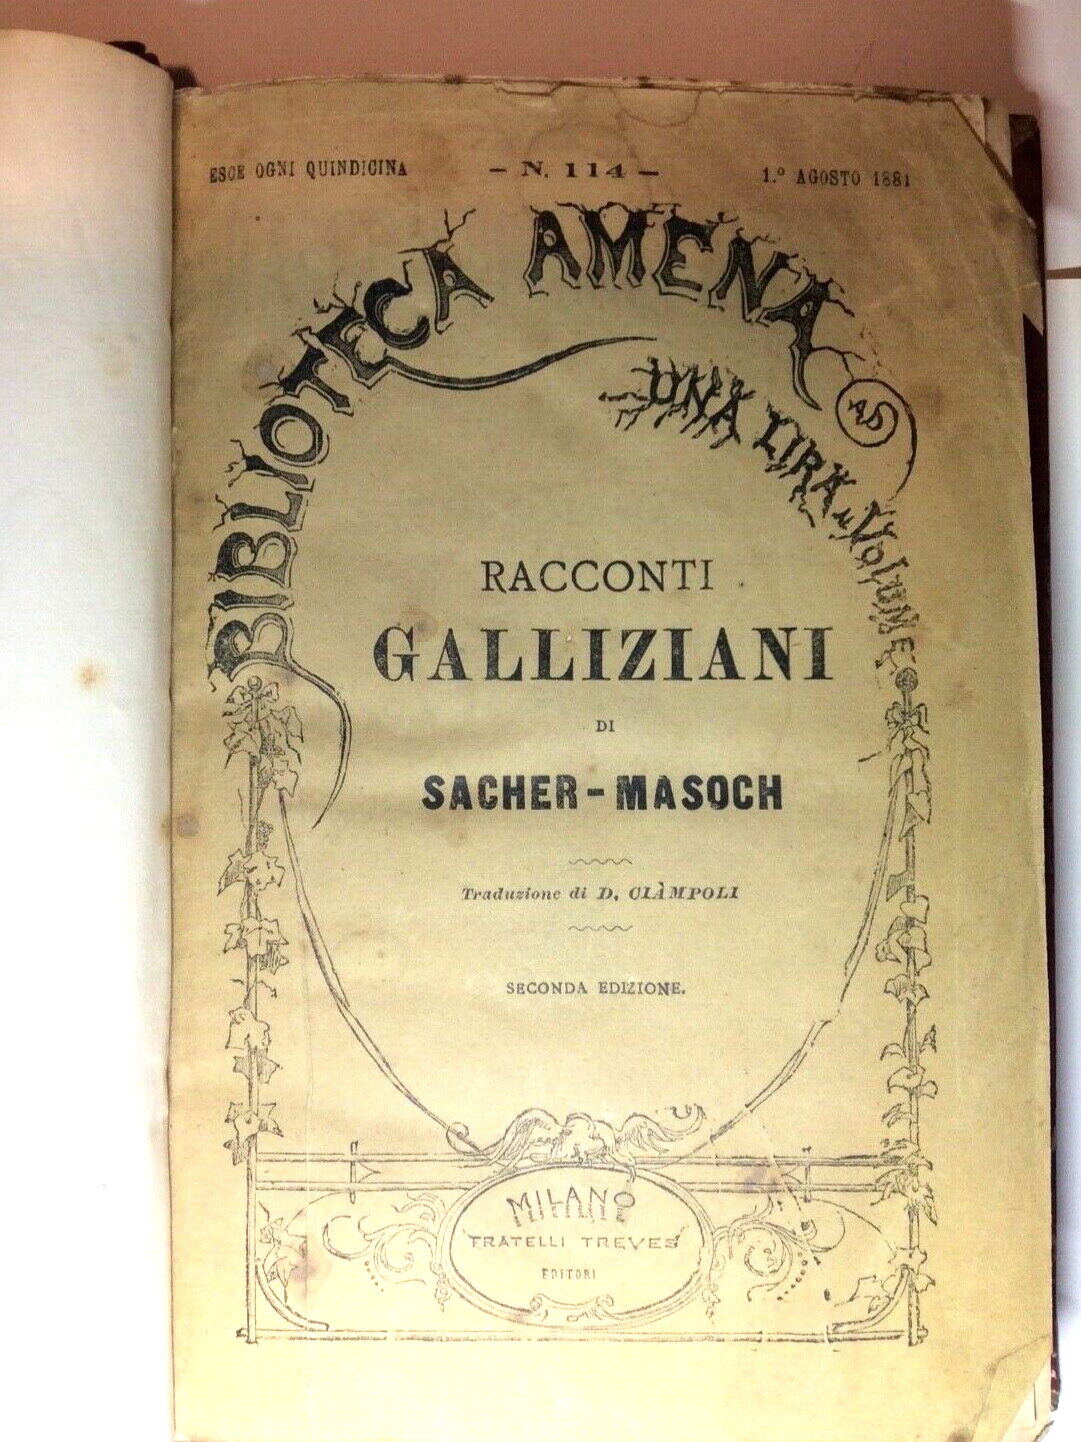 ESCE OGNI QUINDICINA — N. 114 — 1.º AGOSTO 1881
BIBLIOTECA AMENA
UNA LIRA IL VOLUME
RACCONTI
GALLIZIANI
DI
SACHER-MASOCH
Traduzione di D. CIÀMPOLI
SECONDA EDIZIONE.
MILANO
FRATELLI TREVES
EDITORI